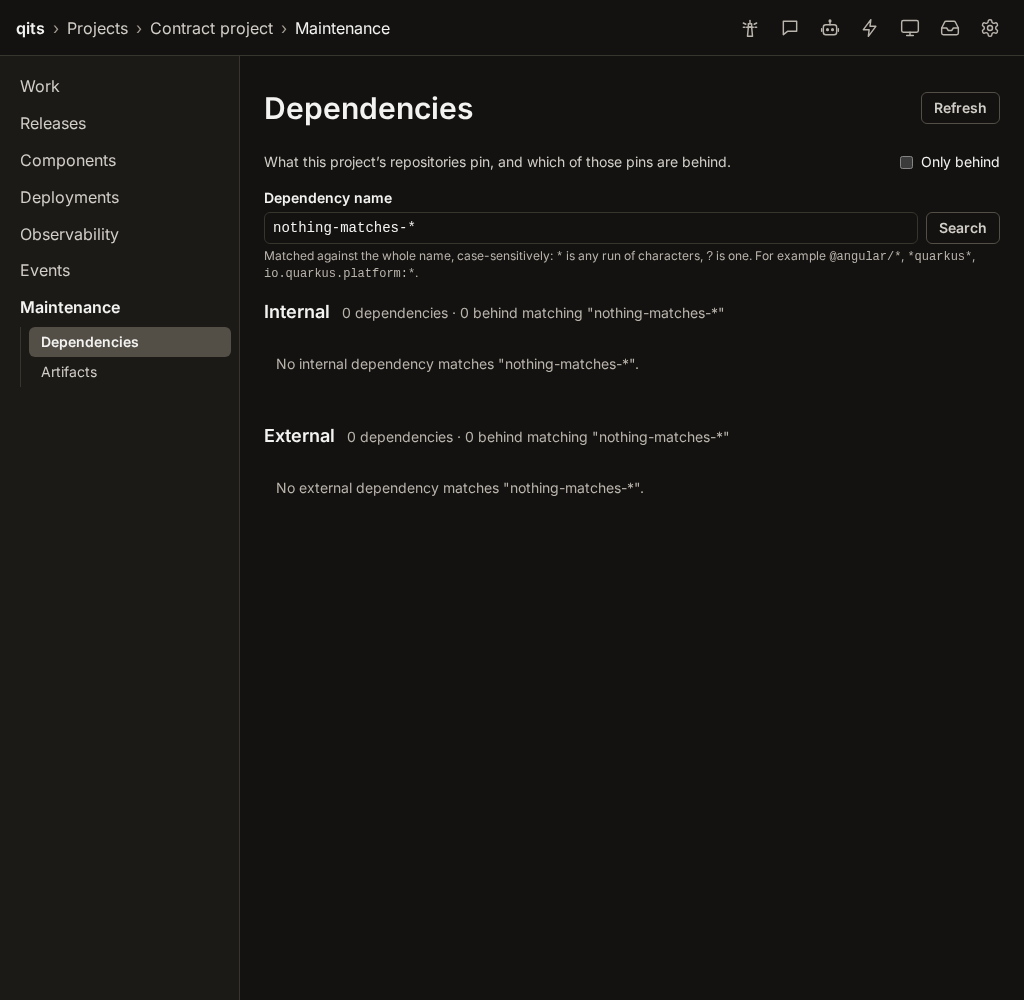 qits › Projects › Contract project › Maintenance
Work
Releases
Components
Deployments
Observability
Events
Maintenance
Dependencies
Artifacts
Dependencies
Refresh
What this project's repositories pin, and which of those pins are behind.
Only behind
Dependency name
nothing-matches-*
Search
Matched against the whole name, case-sensitively: * is any run of characters, ? is one. For example @angular/*, *quarkus*,
io.quarkus.platform:*.
Internal 0 dependencies · 0 behind matching "nothing-matches-*"
No internal dependency matches "nothing-matches-*".
External 0 dependencies · 0 behind matching "nothing-matches-*"
No external dependency matches "nothing-matches-*".